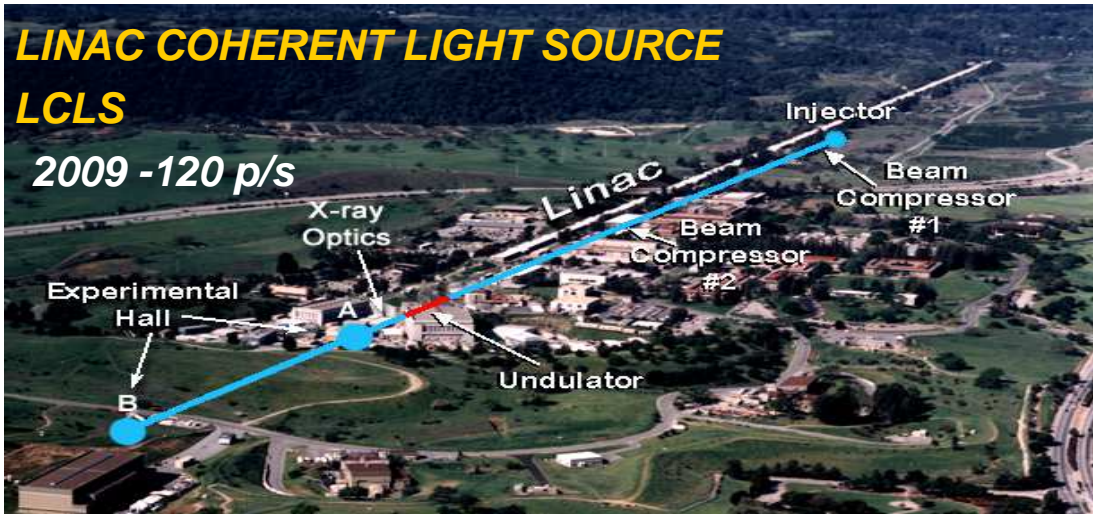 LINAC COHERENT LIGHT SOURCE
LCLS
2009 -120 p/s
Injector
Linac
Beam
Compressor
#1
X-ray
Optics
Beam
Compressor
#2
Experimental
Hall
A
Undulator
B